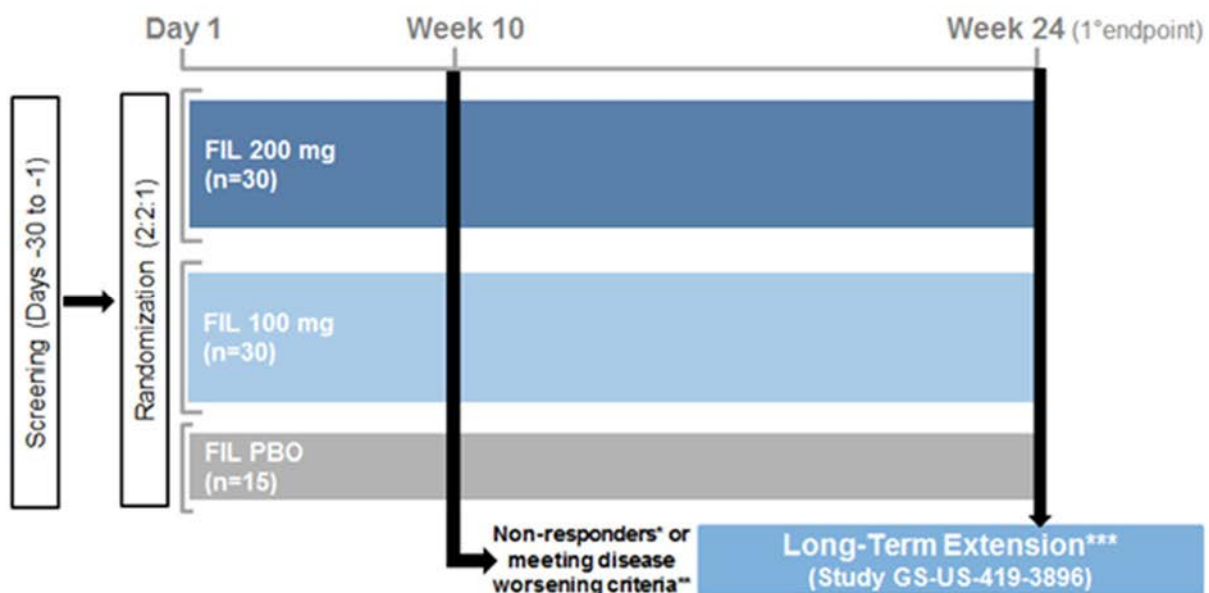 Day 1
Week 10
Week 24 (1°endpoint)
Screening (Days -30 to -1)
Randomization (2:2:1)
FIL 200 mg
(n=30)
FIL 100 mg
(n=30)
FIL PBO
(n=15)
Non-responders* or
meeting disease
worsening criteria**
Long-Term Extension***
(Study GS-US-419-3896)